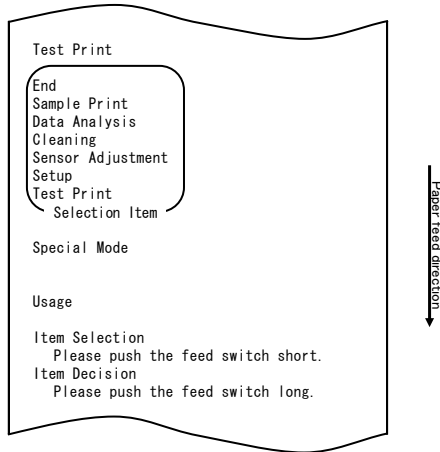 Test Print
End
Sample Print
Data Analysis
Cleaning
Sensor Adjustment
Setup
Test Print
Selection Item
Special Mode
Usage
Item Selection
Please push the feed switch short.
Item Decision
Please push the feed switch long.
Paper feed direction